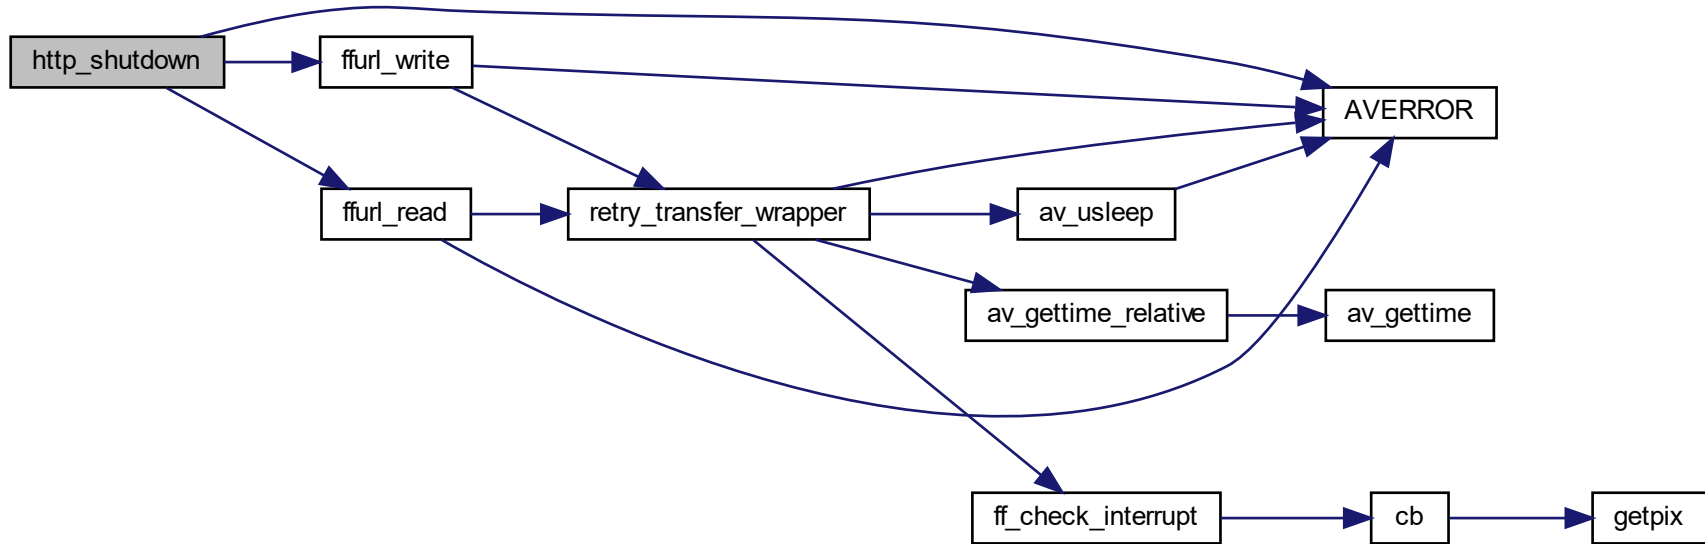 http_shutdown
ffurl_write
AVERROR
ffurl_read
retry_transfer_wrapper
av_usleep
av_gettime_relative
av_gettime
ff_check_interrupt
cb
getpix